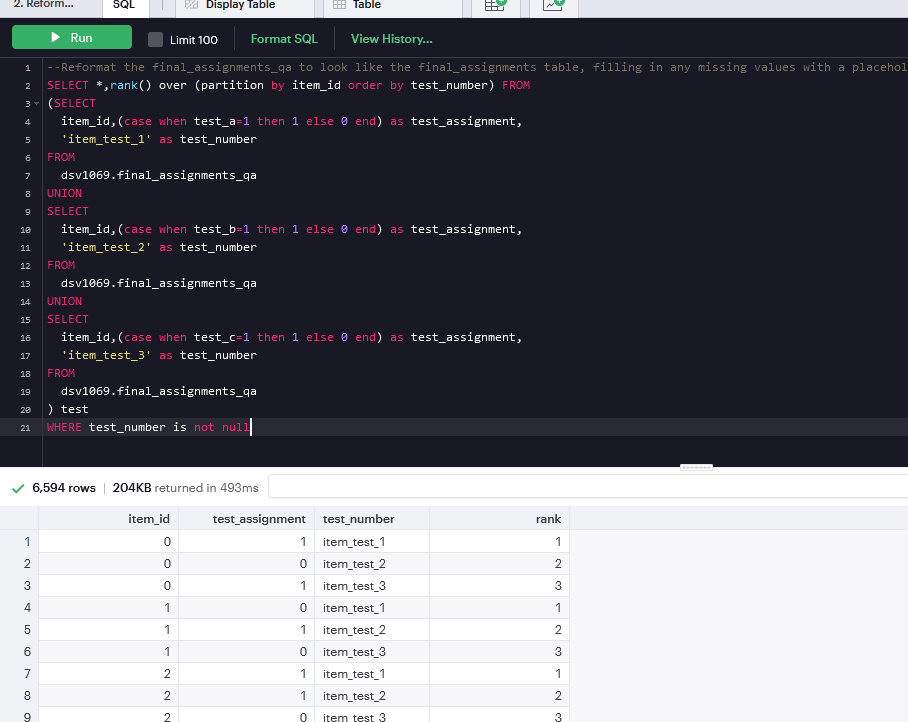 2. Reform...
SQL
Display Table
Table
Run
Limit 100
Format SQL
View History...
1 --Reformat the final_assignments_qa to look like the final_assignments table, filling in any missing values with a placehol
2 SELECT *,rank() over (partition by item_id order by test_number) FROM
3 (SELECT
4 item_id,(case when test_a=1 then 1 else 0 end) as test_assignment,
5 'item_test_1' as test_number
6 FROM
7 dsv1069.final_assignments_qa
8 UNION
9 SELECT
10 item_id,(case when test_b=1 then 1 else 0 end) as test_assignment,
11 'item_test_2' as test_number
12 FROM
13 dsv1069.final_assignments_qa
14 UNION
15 SELECT
16 item_id,(case when test_c=1 then 1 else 0 end) as test_assignment,
17 'item_test_3' as test_number
18 FROM
19 dsv1069.final_assignments_qa
20 ) test
21 WHERE test_number is not null
6,594 rows | 204KB returned in 493ms
item_id test_assignment test_number rank
1 0 1 item_test_1 1
2 0 0 item_test_2 2
3 0 1 item_test_3 3
4 1 0 item_test_1 1
5 1 1 item_test_2 2
6 1 0 item_test_3 3
7 2 1 item_test_1 1
8 2 1 item_test_2 2
9 2 0 item_test_3 3